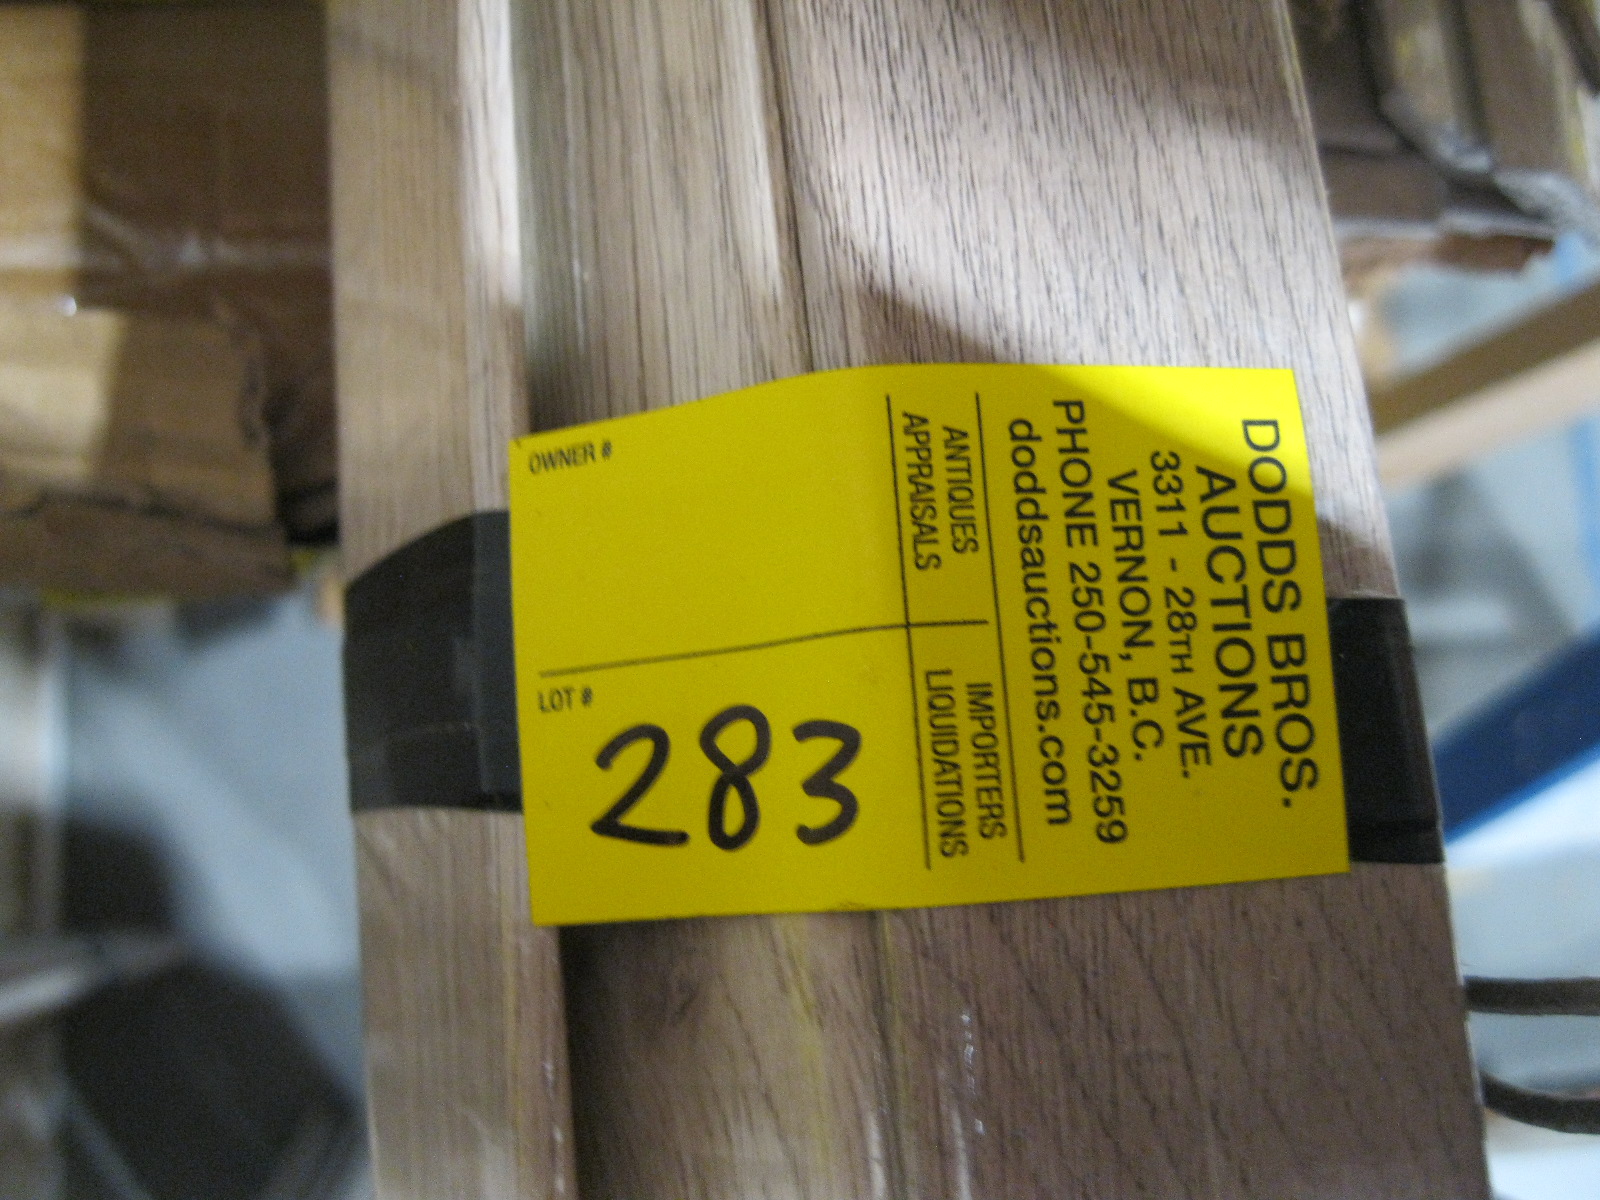 DODDS BROS.
AUCTIONS
3311 - 28TH AVE.
VERNON, B.C.
PHONE 250-545-3259
doddsauctions.com
ANTIQUES
APPRAISALS
IMPORTERS
LIQUIDATIONS
OWNER #
LOT #
283